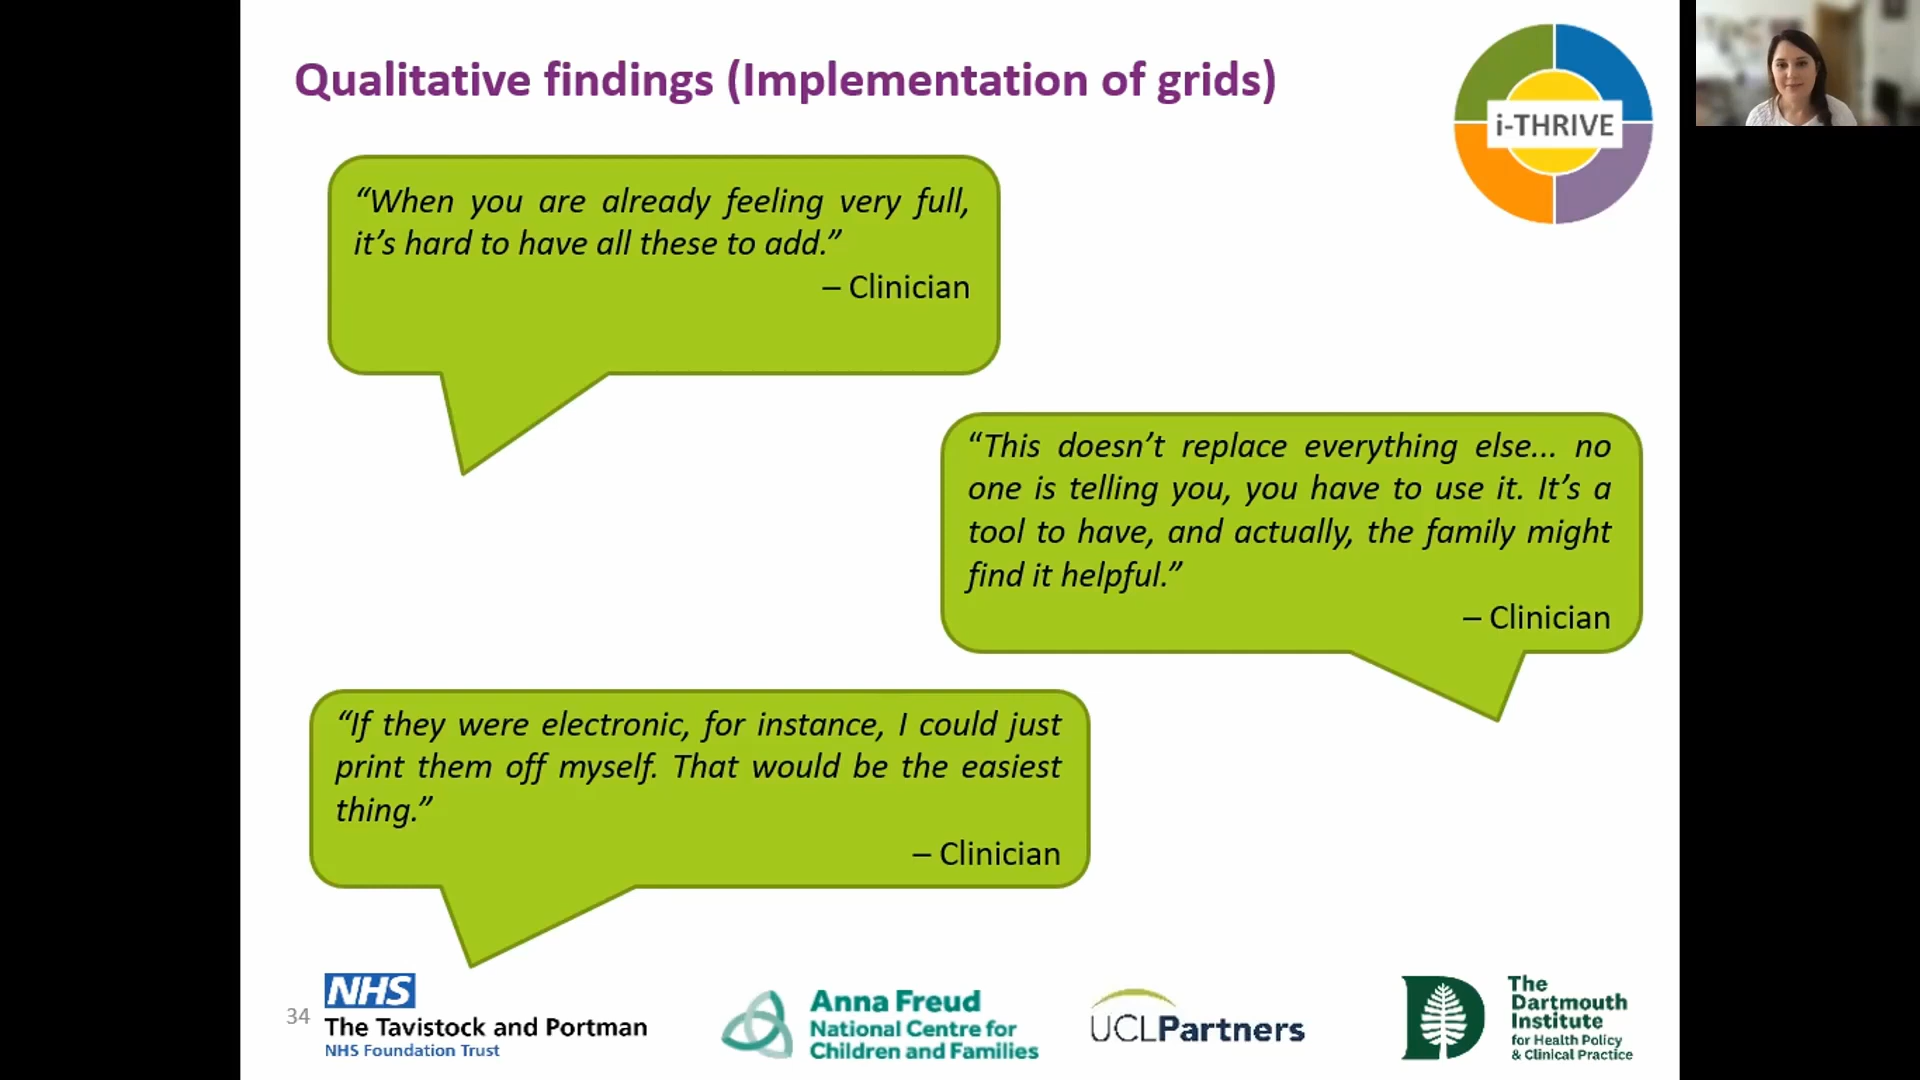 Qualitative findings (Implementation of grids)
i-THRIVE
“When you are already feeling very full,
it’s hard to have all these to add.”
– Clinician
“This doesn’t replace everything else... no
one is telling you, you have to use it. It’s a
tool to have, and actually, the family might
find it helpful.”
– Clinician
“If they were electronic, for instance, I could just
print them off myself. That would be the easiest
thing.”
– Clinician
34
NHS
The Tavistock and Portman
NHS Foundation Trust
Anna Freud
National Centre for
Children and Families
UCLPartners
The
Dartmouth
Institute
for Health Policy
& Clinical Practice